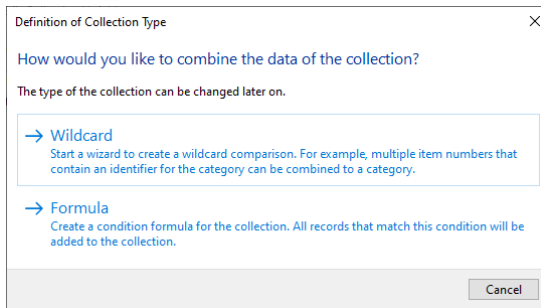 Definition of Collection Type
How would you like to combine the data of the collection?
The type of the collection can be changed later on.
Wildcard
Start a wizard to create a wildcard comparison. For example, multiple item numbers that
contain an identifier for the category can be combined to a category.
Formula
Create a condition formula for the collection. All records that match this condition will be
added to the collection.
Cancel